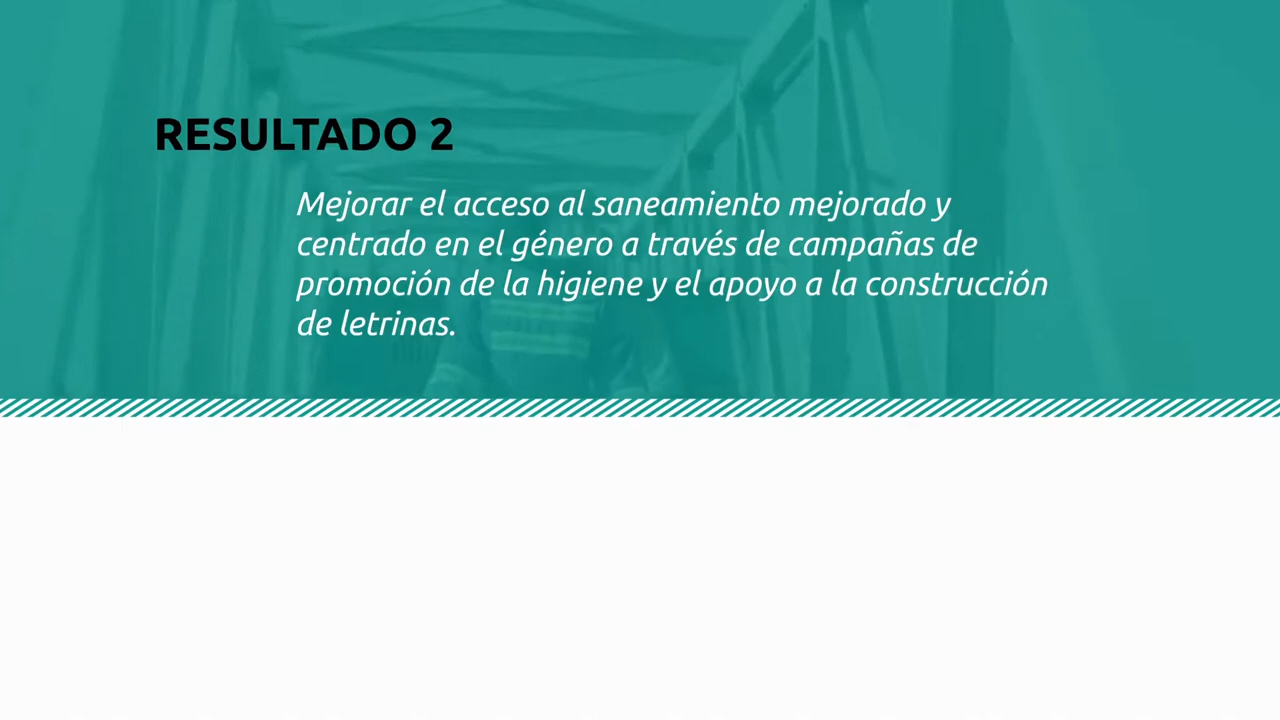 RESULTADO 2
Mejorar el acceso al saneamiento mejorado y
centrado en el género a través de campañas de
promoción de la higiene y el apoyo a la construcción
de letrinas.